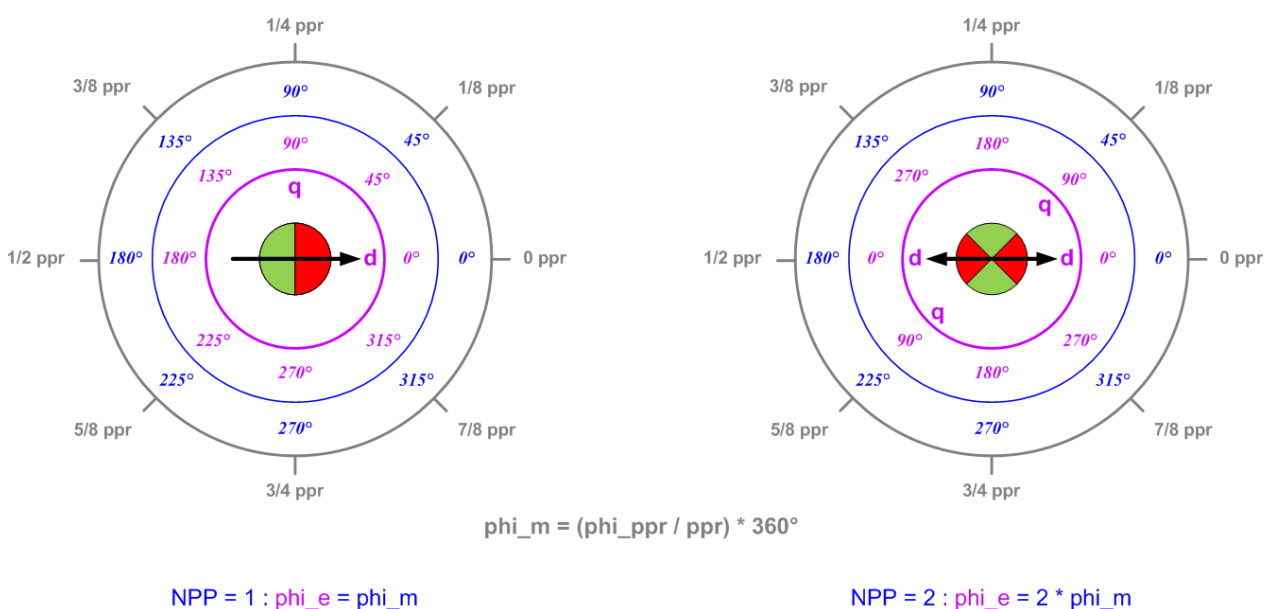 1/4 ppr
3/8 ppr
1/8 ppr
90°
135°
45°
90°
135°
45°
q
1/2 ppr
180°
180°
d
0°
0°
0 ppr
225°
315°
270°
225°
315°
270°
5/8 ppr
7/8 ppr
3/4 ppr
1/4 ppr
3/8 ppr
1/8 ppr
90°
135°
45°
180°
270°
90°
q
1/2 ppr
180°
0°
d
d
0°
0°
0 ppr
q
90°
270°
180°
225°
315°
270°
5/8 ppr
7/8 ppr
3/4 ppr
phi_m = (phi_ppr / ppr) * 360°
NPP = 1 : phi_e = phi_m
NPP = 2 : phi_e = 2 * phi_m